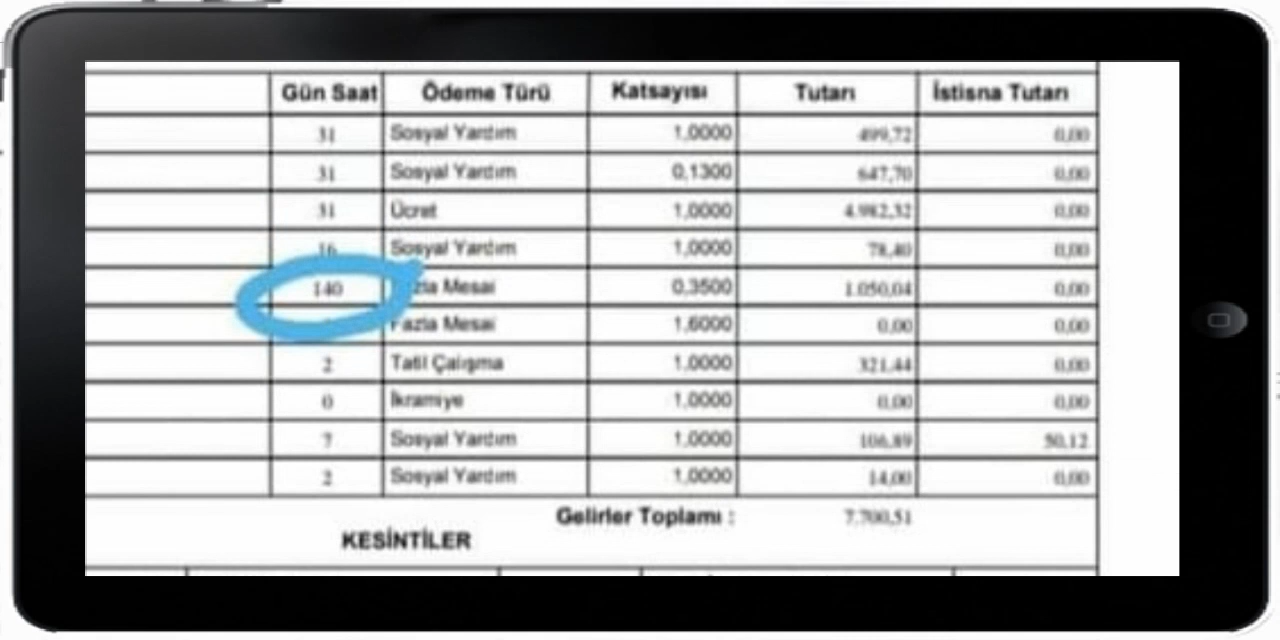 Gün Saat Ödeme Türü Katsayısı Tutarı İstisna Tutarı
31 Sosyal Yardım 1,0000 499,72 0,00
31 Sosyal Yardım 0,1300 647,70 0,00
31 Ücret 1,0000 4.982,32 0,00
16 Sosyal Yardım 1,0000 78,40 0,00
140 Mesai 0,3500 1.050,04 0,00
Fazla Mesai 1,6000 0,00 0,00
2 Tatil Çalışma 1,0000 321,44 0,00
0 İkramiye 1,0000 0,00 0,00
7 Sosyal Yardım 1,0000 106,89 50,12
2 Sosyal Yardım 1,0000 14,00 0,00
Gelirler Toplamı : 7.700,51
KESİNTİLER